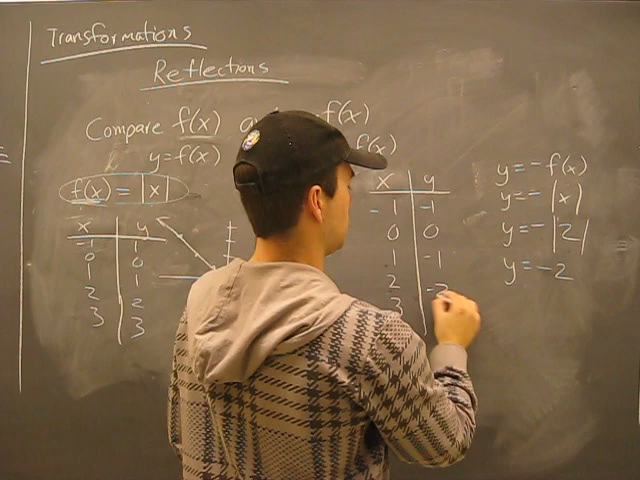 Transformations
Reflections
Compare f(x) a f(x)
y=f(x) f(x)
f(x) = |x|
x y
-1 1
0 0
1 1
2 2
3 3
x y
-1 -1
0 0
1 -1
2 -2
3
y=-f(x)
y=-|x|
y=-|2|
y=-2